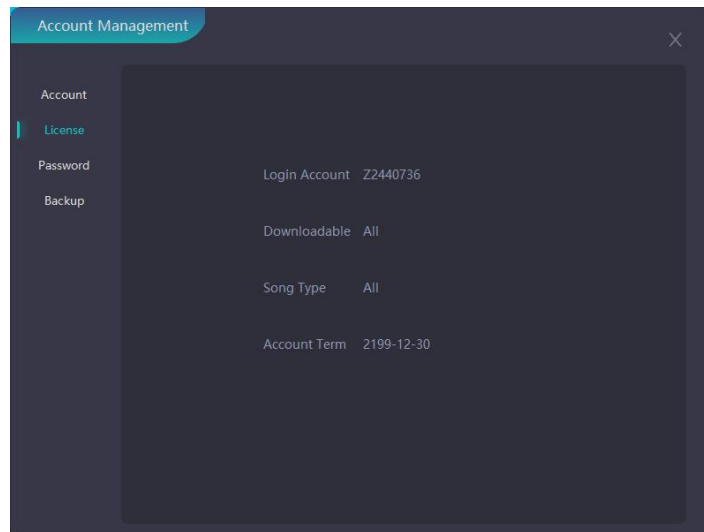 Account Management
X
Account
License
Password
Backup
Login Account Z2440736
Downloadable All
Song Type All
Account Term 2199-12-30